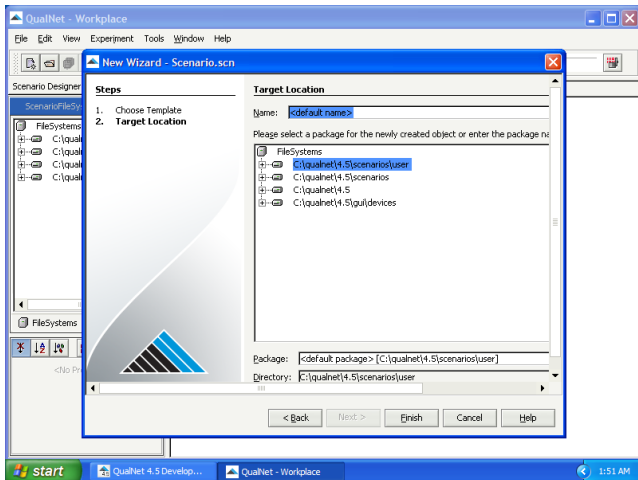 QualNet - Workplace
File Edit View Experiment Tools Window Help
New Wizard - Scenario.scn
Scenario Designer
ScenarioFileSy
FileSystems
C:\qual
C:\qual
C:\qual
C:\qual
FileSystems
<No Pr
Steps
1. Choose Template
2. Target Location
Target Location
Name: <default name>
Please select a package for the newly created object or enter the package na
FileSystems
C:\qualnet\4.5\scenarios\user
C:\qualnet\4.5\scenarios
C:\qualnet\4.5
C:\qualnet\4.5\gui\devices
Package: <default package> [C:\qualnet\4.5\scenarios\user]
Directory: C:\qualnet\4.5\scenarios\user
< Back Next > Finish Cancel Help
start QualNet 4.5 Develop... QualNet - Workplace 1:51 AM